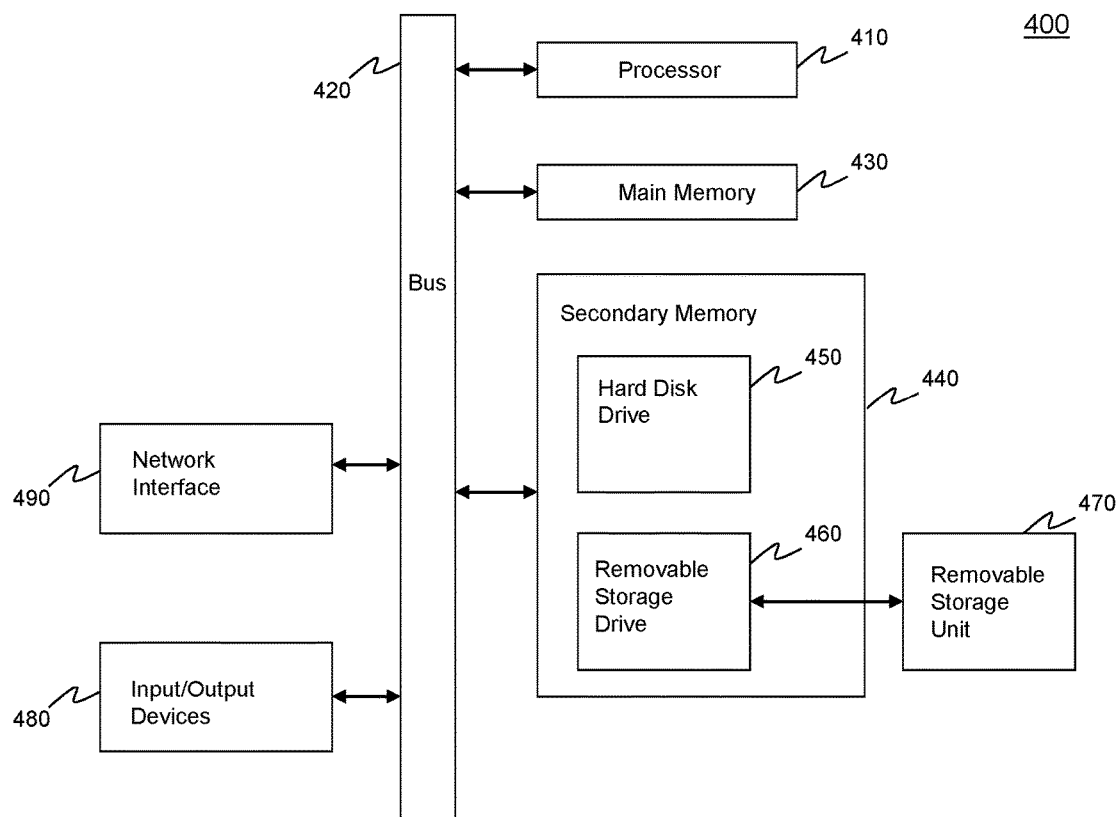 400
410
Processor
420
430
Main Memory
Bus
Secondary Memory
450
Hard Disk
Drive
440
Network
Interface
490
460
470
Removable
Storage
Drive
Removable
Storage
Unit
Input/Output
Devices
480